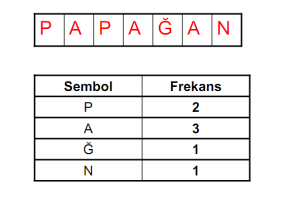 P A P A Ğ A N
Sembol Frekans
P 2
A 3
Ğ 1
N 1